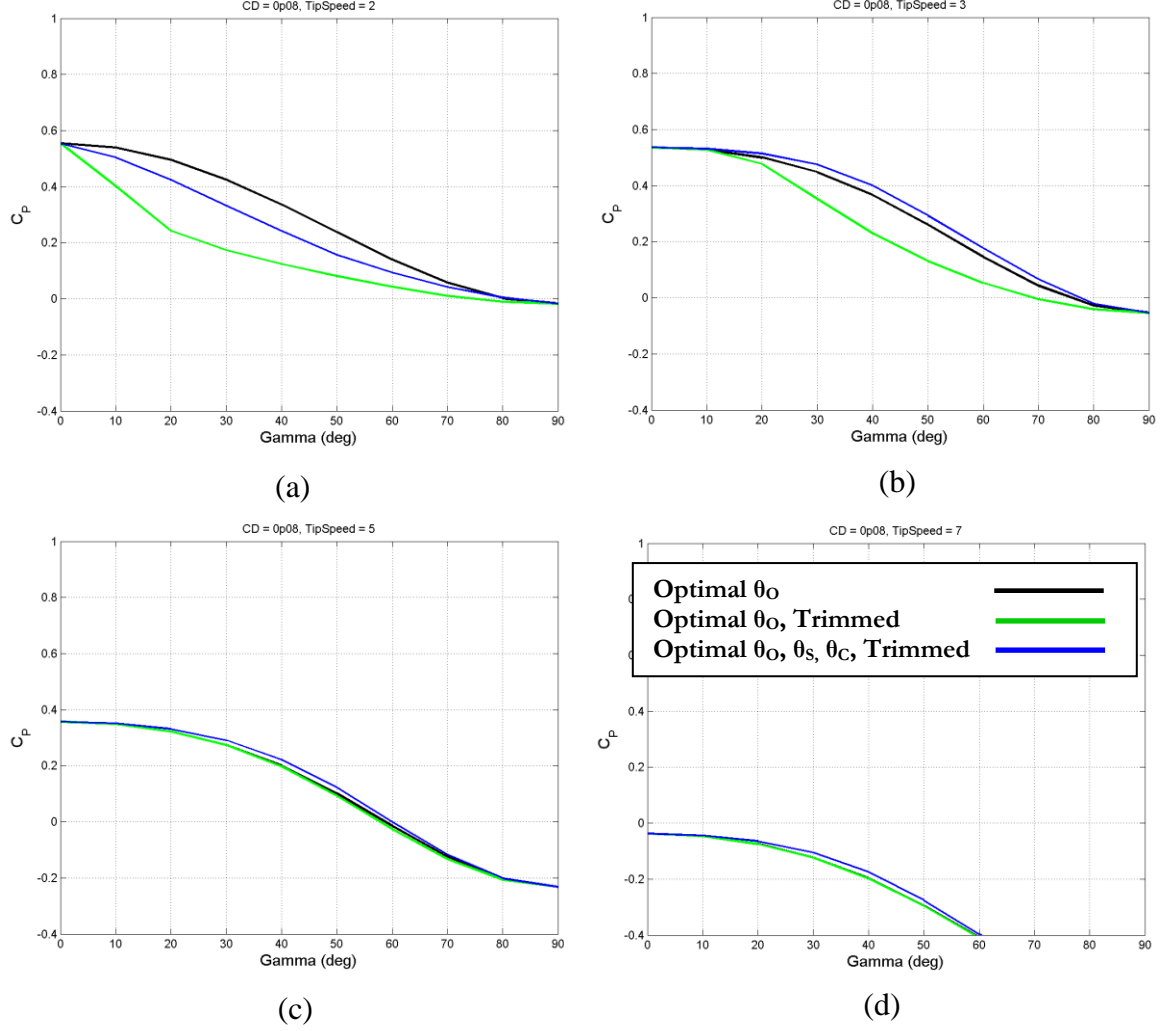 CD = 0p08, TipSpeed = 2
1
0.8
0.6
0.4
0.2
0
-0.2
-0.4
C_P
0 10 20 30 40 50 60 70 80 90
Gamma (deg)
(a)
CD = 0p08, TipSpeed = 3
1
0.8
0.6
0.4
0.2
0
-0.2
-0.4
C_P
0 10 20 30 40 50 60 70 80 90
Gamma (deg)
(b)
CD = 0p08, TipSpeed = 5
1
0.8
0.6
0.4
0.2
0
-0.2
-0.4
C_P
0 10 20 30 40 50 60 70 80 90
Gamma (deg)
(c)
CD = 0p08, TipSpeed = 7
1
Optimal θ_O
Optimal θ_O, Trimmed
Optimal θ_O, θ_S, θ_C, Trimmed
0.4
0.2
0
-0.2
-0.4
C_P
0 10 20 30 40 50 60 70 80 90
Gamma (deg)
(d)